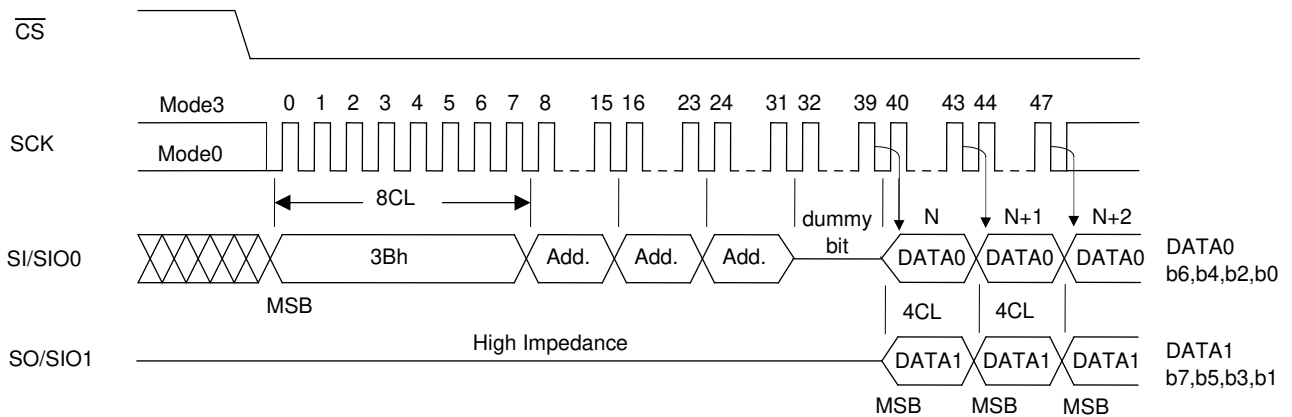 CS
Mode3 0 1 2 3 4 5 6 7 8 15 16 23 24 31 32 39 40 43 44 47
SCK
Mode0
8CL
dummy
bit
N N+1 N+2
SI/SIO0 3Bh Add. Add. Add. DATA0 DATA0 DATA0
DATA0
b6,b4,b2,b0
MSB
4CL 4CL
High Impedance
SO/SIO1 DATA1 DATA1 DATA1
DATA1
b7,b5,b3,b1
MSB MSB MSB